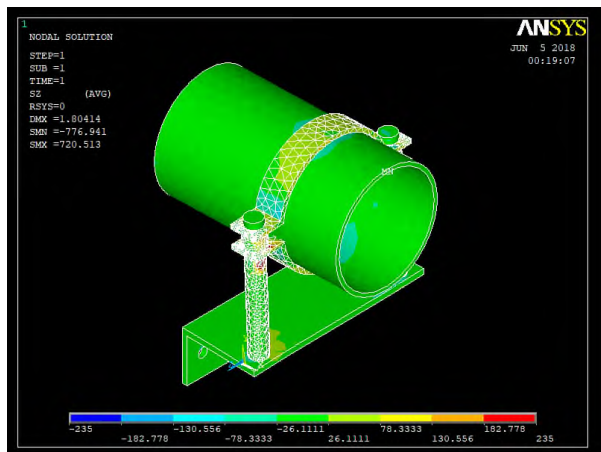 1
NODAL SOLUTION
STEP=1
SUB =1
TIME=1
SZ (AVG)
RSYS=0
DMX =1.80414
SMN =-776.941
SMX =720.513
ANSYS
JUN 5 2018
00:19:07
MN
-235 -130.556 -26.1111 78.3333 182.778
-182.778 -78.3333 26.1111 130.556 235